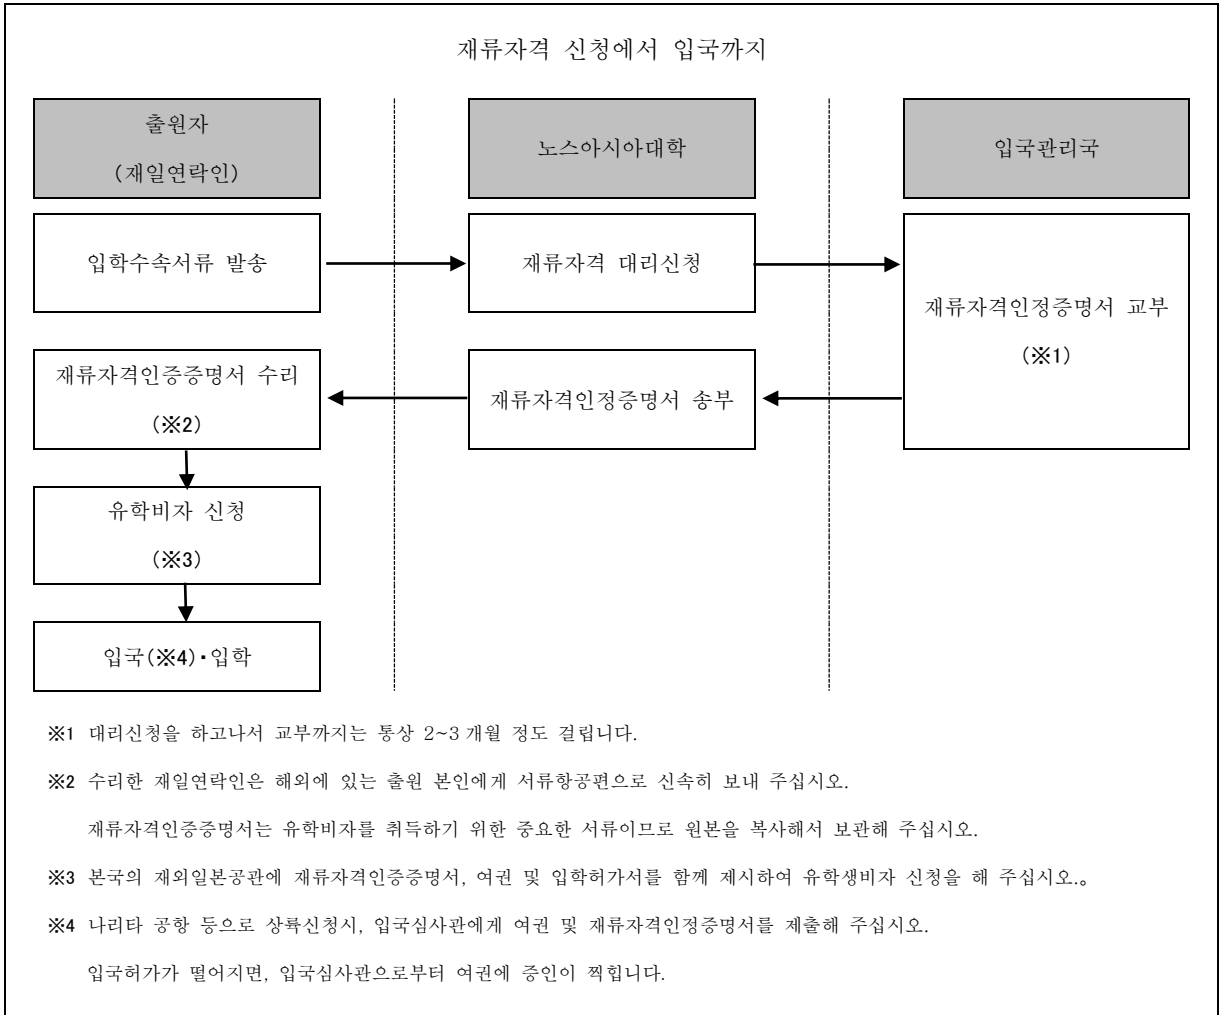 재류자격 신청에서 입국까지
출원자
(재일연락인)
노스아시아대학
입국관리국
입학수속서류 발송
재류자격 대리신청
재류자격인정증명서 교부
(※1)
재류자격인증증명서 수리
(※2)
재류자격인정증명서 송부
유학비자 신청
(※3)
입국(※4)･입학
※1 대리신청을 하고나서 교부까지는 통상 2~3 개월 정도 걸립니다.
※2 수리한 재일연락인은 해외에 있는 출원 본인에게 서류항공편으로 신속히 보내 주십시오.
재류자격인증증명서는 유학비자를 취득하기 위한 중요한 서류이므로 원본을 복사해서 보관해 주십시오.
※3 본국의 재외일본공관에 재류자격인증증명서, 여권 및 입학허가서를 함께 제시하여 유학생비자 신청을 해 주십시오.。
※4 나리타 공항 등으로 상륙신청시, 입국심사관에게 여권 및 재류자격인정증명서를 제출해 주십시오.
입국허가가 떨어지면, 입국심사관으로부터 여권에 증인이 찍힙니다.